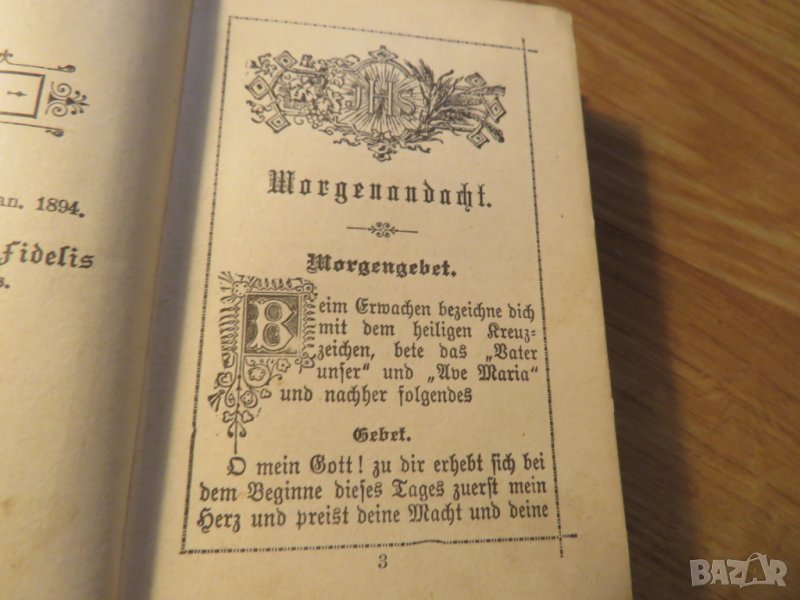 an. 1894.
Fidelis
s.
JHS
Morgenandacht.
Morgengebet.
Beim Erwachen bezeichne dich
mit dem heiligen Kreuz-
zeichen, bete das „Vater
unser“ und „Ave Maria“
und nachher folgendes
Gebet.
O mein Gott! zu dir erhebt sich bei
dem Beginne dieses Tages zuerst mein
Herz und preist deine Macht und deine
3
BAZAR